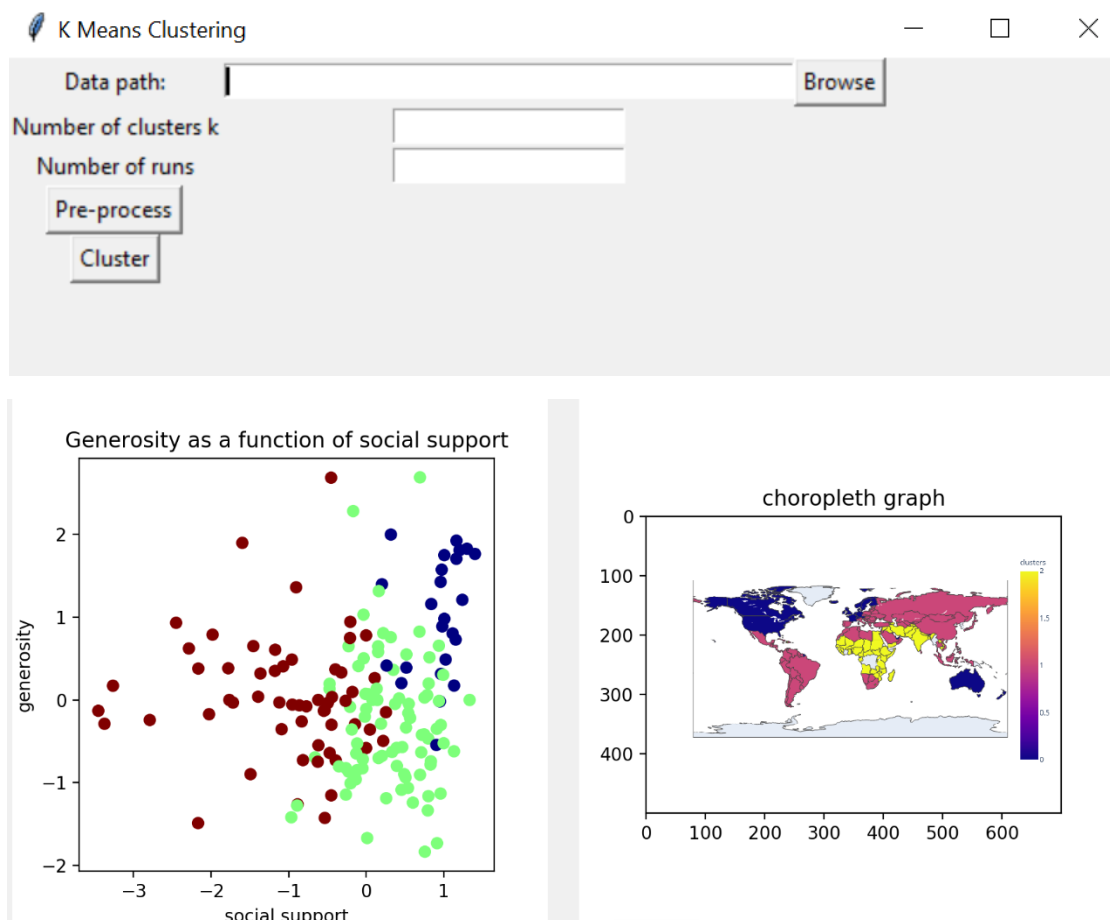 K Means Clustering
Data path:
Browse
Number of clusters k
Number of runs
Pre-process
Cluster
Generosity as a function of social support
2
1
0
−1
−2
generosity
−3
−2
−1
0
1
social support
choropleth graph
0
100
200
300
400
0
100
200
300
400
500
600
clusters
2
1.5
1
0.5
0